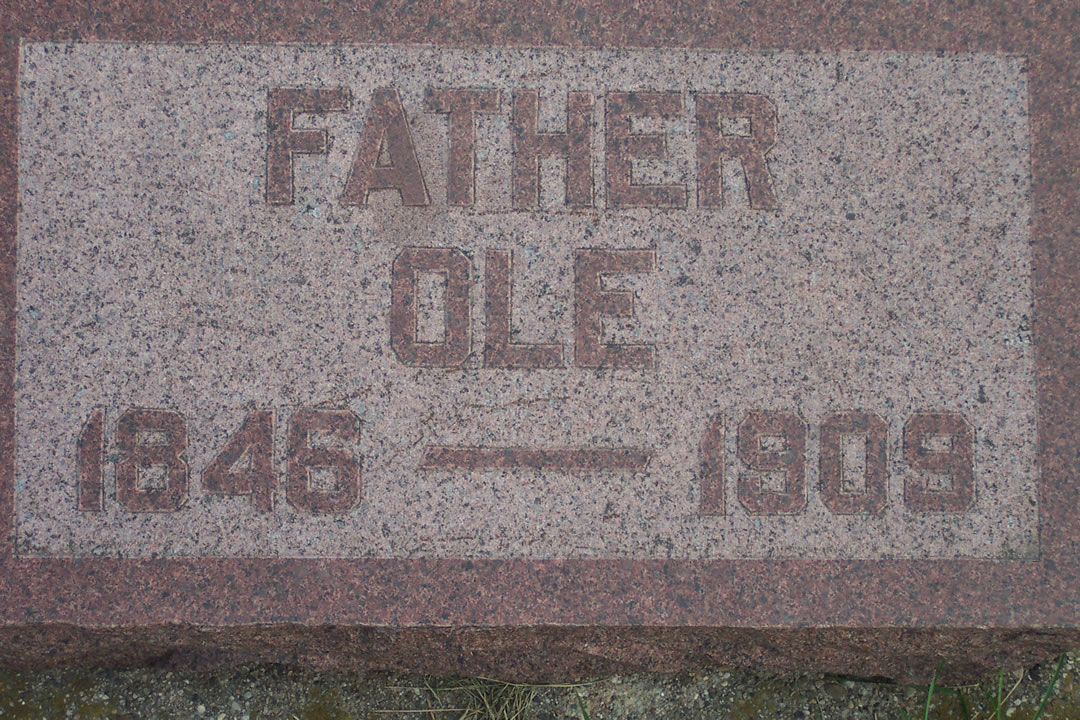 FATHER
OLE
1846 — 1909